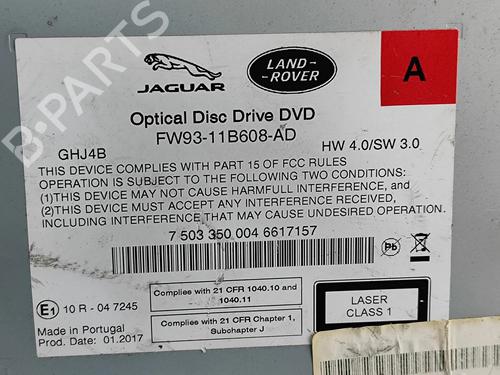 JAGUAR
LAND
ROVER
A
Optical Disc Drive DVD
FW93-11B608-AD
GHJ4B
HW 4.0/SW 3.0
THIS DEVICE COMPLIES WITH PART 15 OF FCC RULES
OPERATION IS SUBJECT TO THE FOLLOWING TWO CONDITIONS:
(1)THIS DEVICE MAY NOT CAUSE HARMFULL INTERFERENCE, AND
(2)THIS DEVICE MUST ACCEPT ANY INTERFERENCE RECEIVED,
INCLUDING INTERFERENCE THAT MAY CAUSE UNDESIRED OPERATION.
7 503 350 004 6617157
Pb
E1 10 R - 04 7245
Complies with 21 CFR 1040.10 and
1040.11
Complies with 21 CFR Chapter 1,
Subchapter J
LASER
CLASS 1
Made in Portugal
Prod. Date: 01.2017
B-PARTS